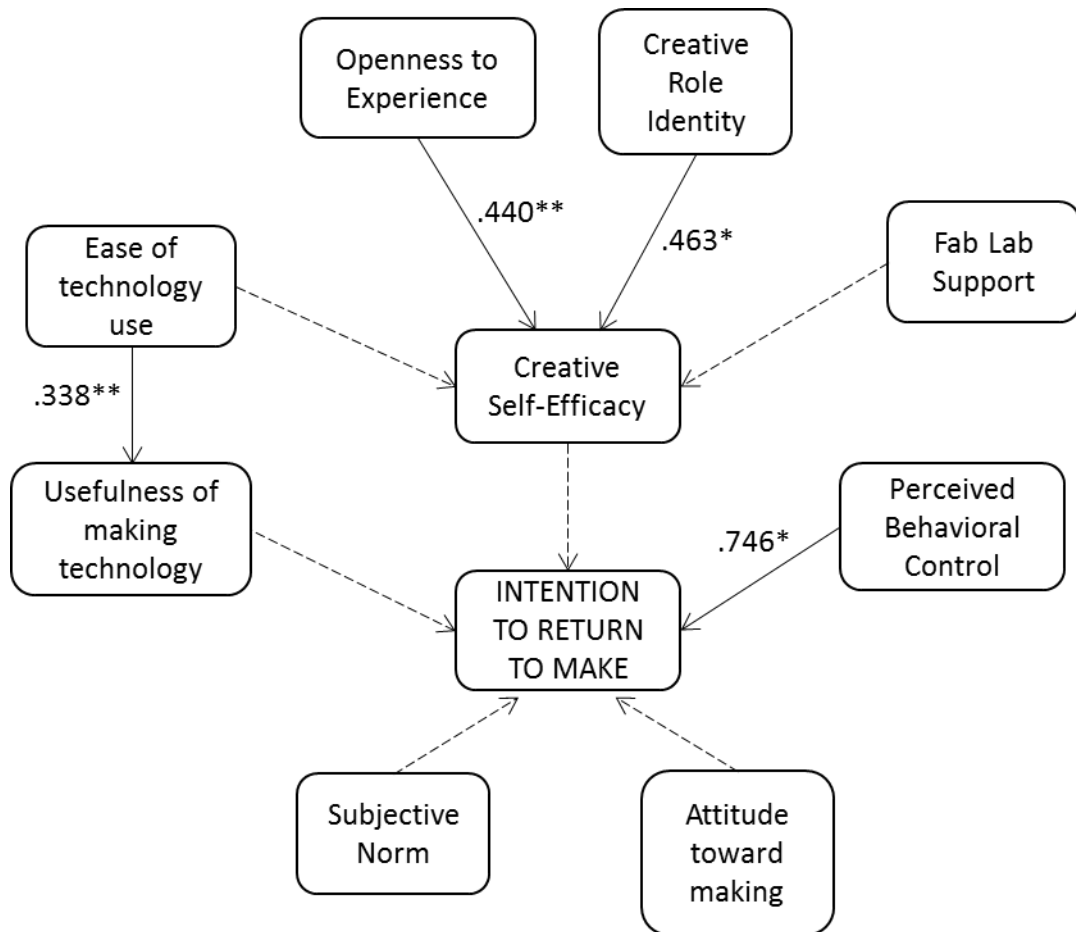 Openness to
Experience
Creative
Role
Identity
.440**
.463*
Ease of
technology
use
Fab Lab
Support
.338**
Creative
Self-Efficacy
Usefulness of
making
technology
Perceived
Behavioral
Control
.746*
INTENTION
TO RETURN
TO MAKE
Subjective
Norm
Attitude
toward
making